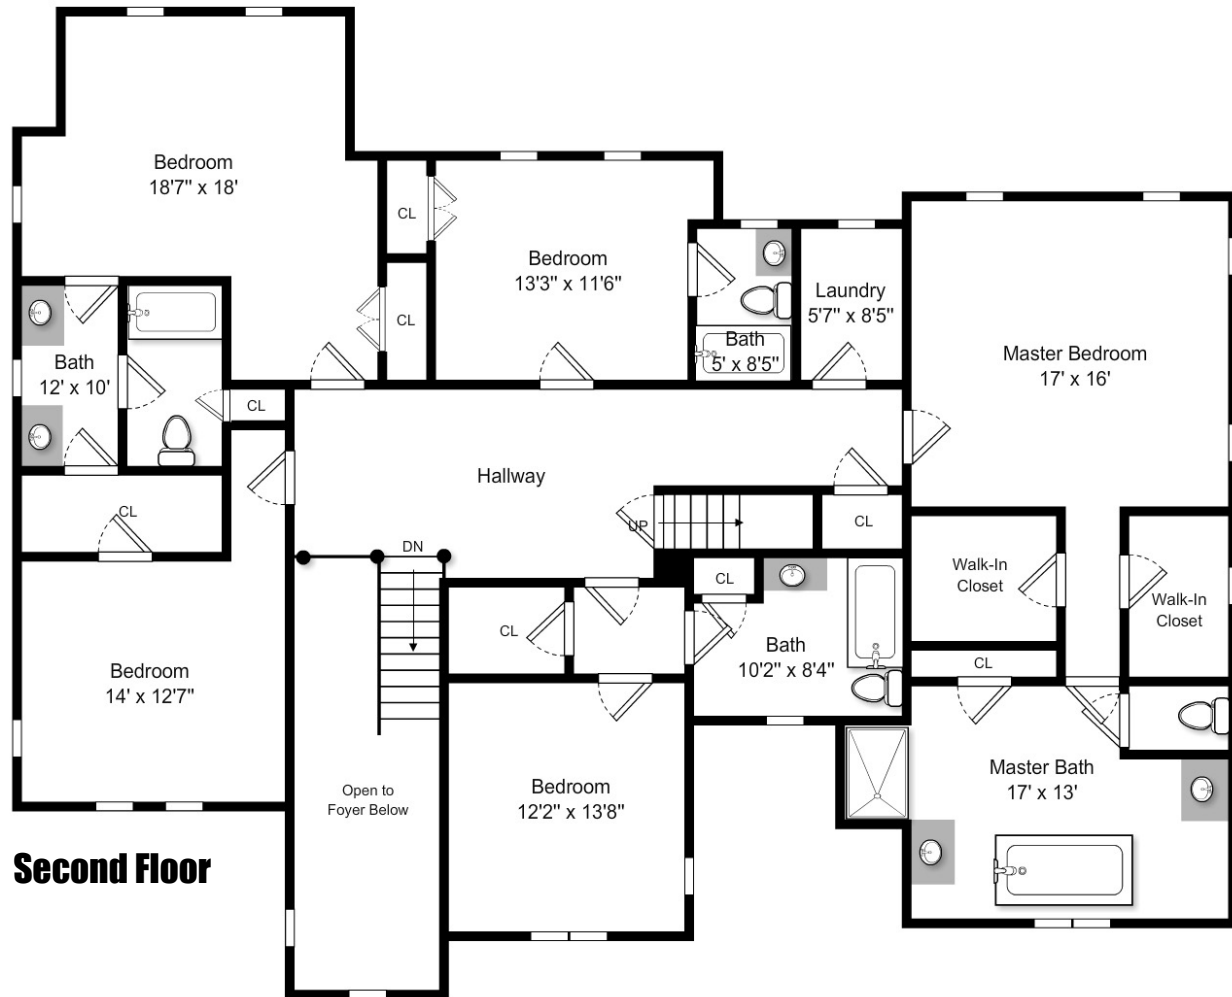 Bedroom
18'7" x 18'
CL
Bedroom
13'3" x 11'6"
CL
Laundry
5'7" x 8'5"
Bath
5' x 8'5"
Master Bedroom
17' x 16'
Bath
12' x 10'
CL
Hallway
CL
UP
CL
DN
CL
Walk-In
Closet
Walk-In
Closet
CL
Bath
10'2" x 8'4"
CL
Bedroom
14' x 12'7"
Master Bath
17' x 13'
Open to
Foyer Below
Bedroom
12'2" x 13'8"
Second Floor